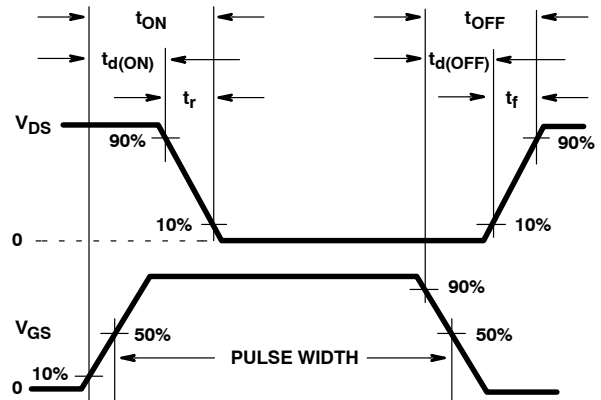 tON tOFF
td(ON) td(OFF)
tr tf
VDS
90% 90%
10% 10%
0
90%
VGS 50% 50%
10% PULSE WIDTH
0